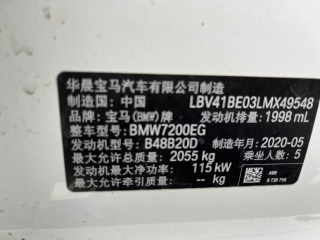 华晨宝马汽车有限公司制造
制造国：中国 LBV41BE03LMX49548
品牌：宝马(BMW) 发动机排量：1998 mL
整车型号：BMW7200EG
发动机型号：B48B20D 制造年月：2020-05
最大允许总质量：2055 kg 乘坐人数：5
发动机最大净功率：115 kW A96
最大允许牵引质量：-- kg